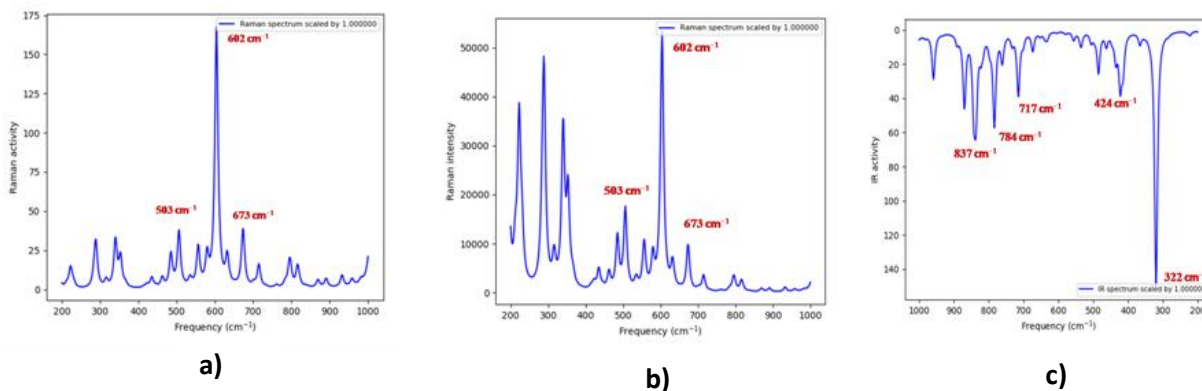 Raman spectrum scaled by 1.000000
175
150
125
100
75
50
25
0
Raman activity
602 cm⁻¹
503 cm⁻¹
673 cm⁻¹
200 300 400 500 600 700 800 900 1000
Frequency (cm⁻¹)
a)
Raman spectrum scaled by 1.000000
50000
40000
30000
20000
10000
0
Raman intensity
602 cm⁻¹
503 cm⁻¹
673 cm⁻¹
200 300 400 500 600 700 800 900 1000
Frequency (cm⁻¹)
b)
0
20
40
60
80
100
120
140
IR activity
717 cm⁻¹
424 cm⁻¹
784 cm⁻¹
837 cm⁻¹
322 cm⁻¹
IR spectrum scaled by 1.000000
1000 900 800 700 600 500 400 300 200
Frequency (cm⁻¹)
c)